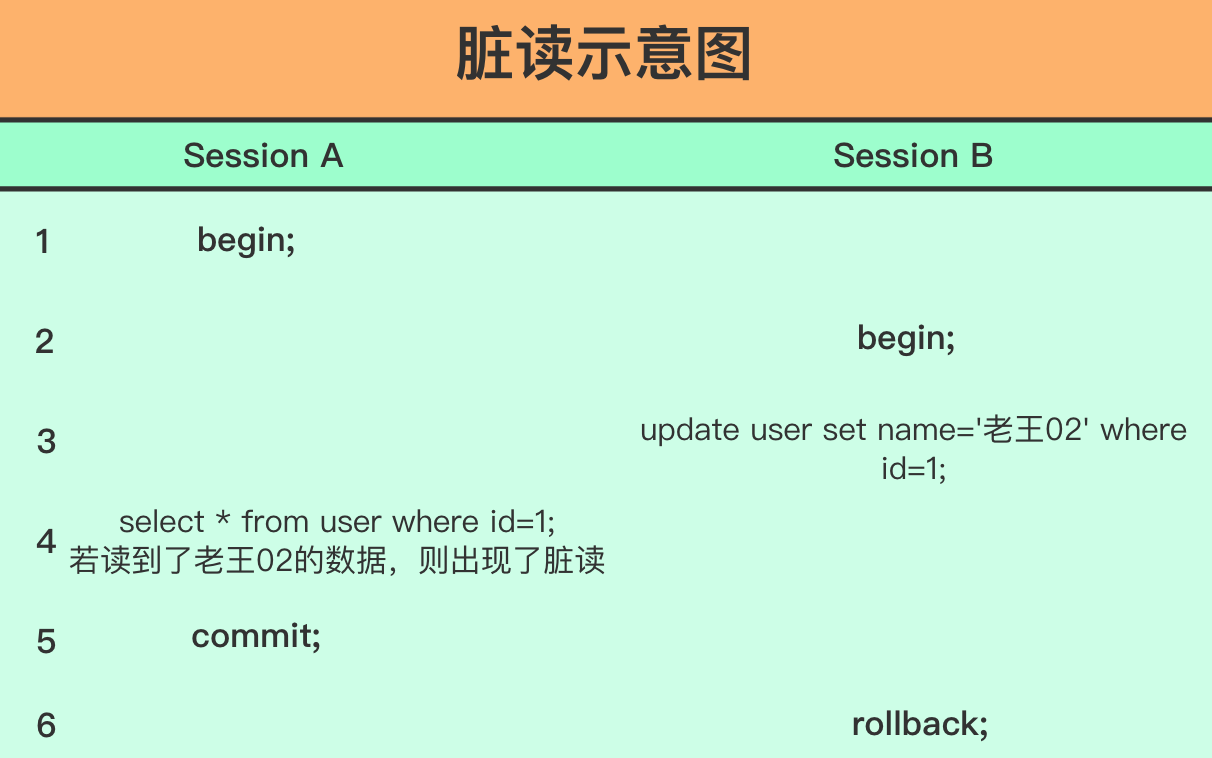 脏读示意图
Session A
Session B
1
begin;
2
begin;
3
update user set name='老王02' where
id=1;
4
select * from user where id=1;
若读到了老王02的数据，则出现了脏读
5
commit;
6
rollback;